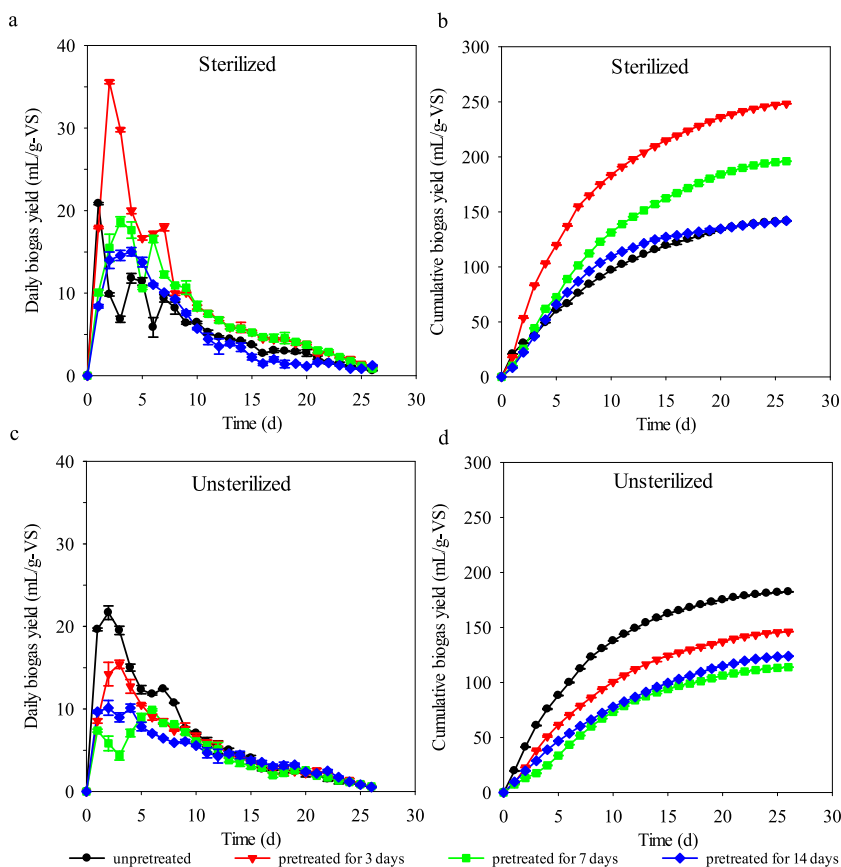 a
b
40
30
20
10
0
Daily biogas yield (mL/g-VS)
Sterilized
0 5 10 15 20 25 30
Time (d)
300
250
200
150
100
50
0
Cumulative biogas yield (mL/g-VS)
Sterilized
0 5 10 15 20 25 30
Time (d)
c
d
40
30
20
10
0
Daily biogas yield (mL/g-VS)
Unsterilized
0 5 10 15 20 25 30
Time (d)
300
250
200
150
100
50
0
Cumulative biogas yield (mL/g-VS)
Unsterilized
0 5 10 15 20 25 30
Time (d)
unpretreated pretreated for 3 days pretreated for 7 days pretreated for 14 days